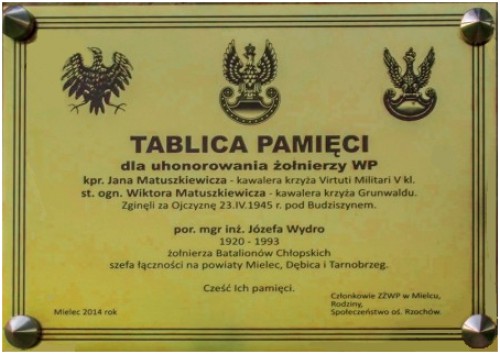 TABLICA PAMIĘCI
dla uhonorowania żołnierzy WP
kpr. Jana Matuszkiewicza - kawalera krzyża Virtuti Militari V kl.
st. ogn. Wiktora Matuszkiewicza - kawalera krzyża Grunwaldu.
Zginęli za Ojczyznę 23.IV.1945 r. pod Budziszynem.
por. mgr inż. Józefa Wydro
1920 - 1993
żołnierza Batalionów Chłopskich
szefa łączności na powiaty Mielec, Dębica i Tarnobrzeg.
Cześć Ich pamięci.
Mielec 2014 rok
Członkowie ZŻWP w Mielcu,
Rodziny,
Społeczeństwo oś. Rzochów.